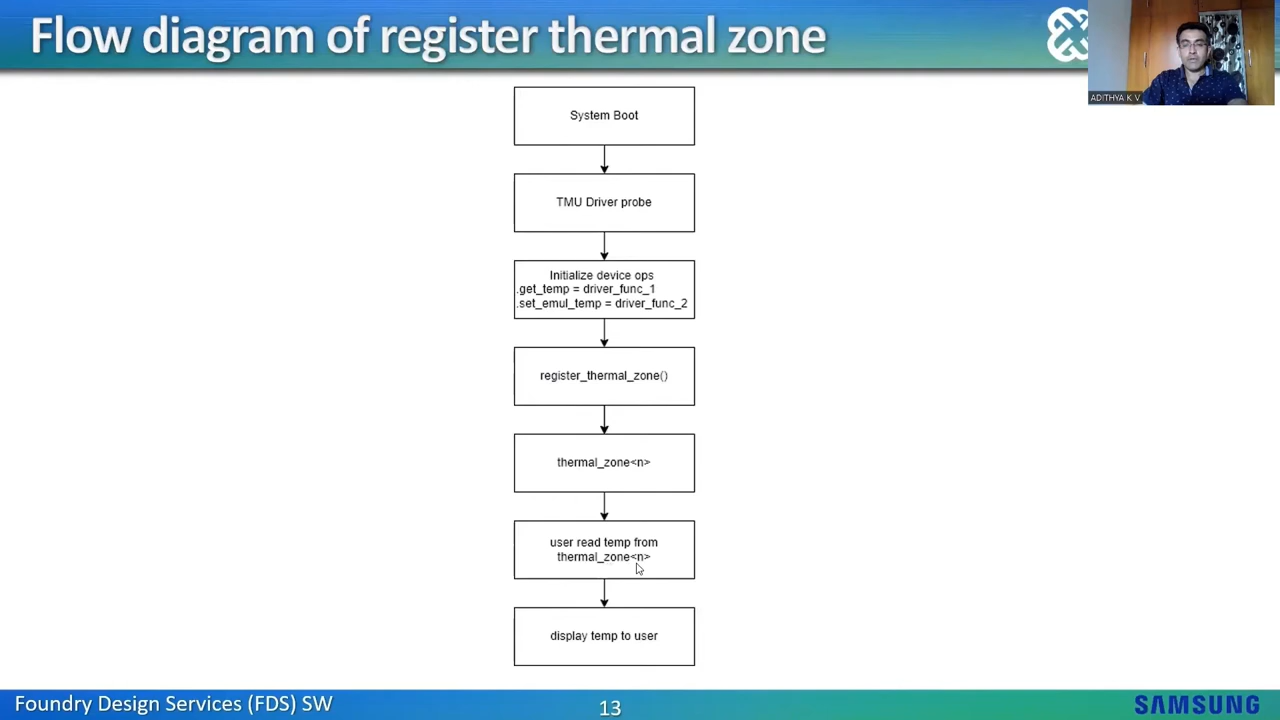 Flow diagram of register thermal zone
ADITHYA K V
System Boot
TMU Driver probe
Initialize device ops
.get_temp = driver_func_1
.set_emul_temp = driver_func_2
register_thermal_zone()
thermal_zone<n>
user read temp from
thermal_zone<n>
display temp to user
Foundry Design Services (FDS) SW
13
SAMSUNG